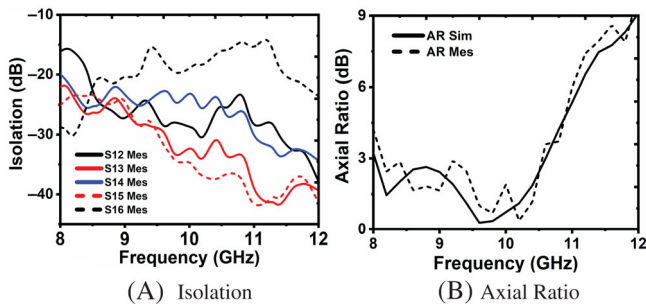 −10
−20
−30
−40
Isolation (dB)
S12 Mes
S13 Mes
S14 Mes
S15 Mes
S16 Mes
8 9 10 11 12
Frequency (GHz)
(A) Isolation
9
6
3
0
Axial Ratio (dB)
AR Sim
AR Mes
8 9 10 11 12
Frequency (GHz)
(B) Axial Ratio